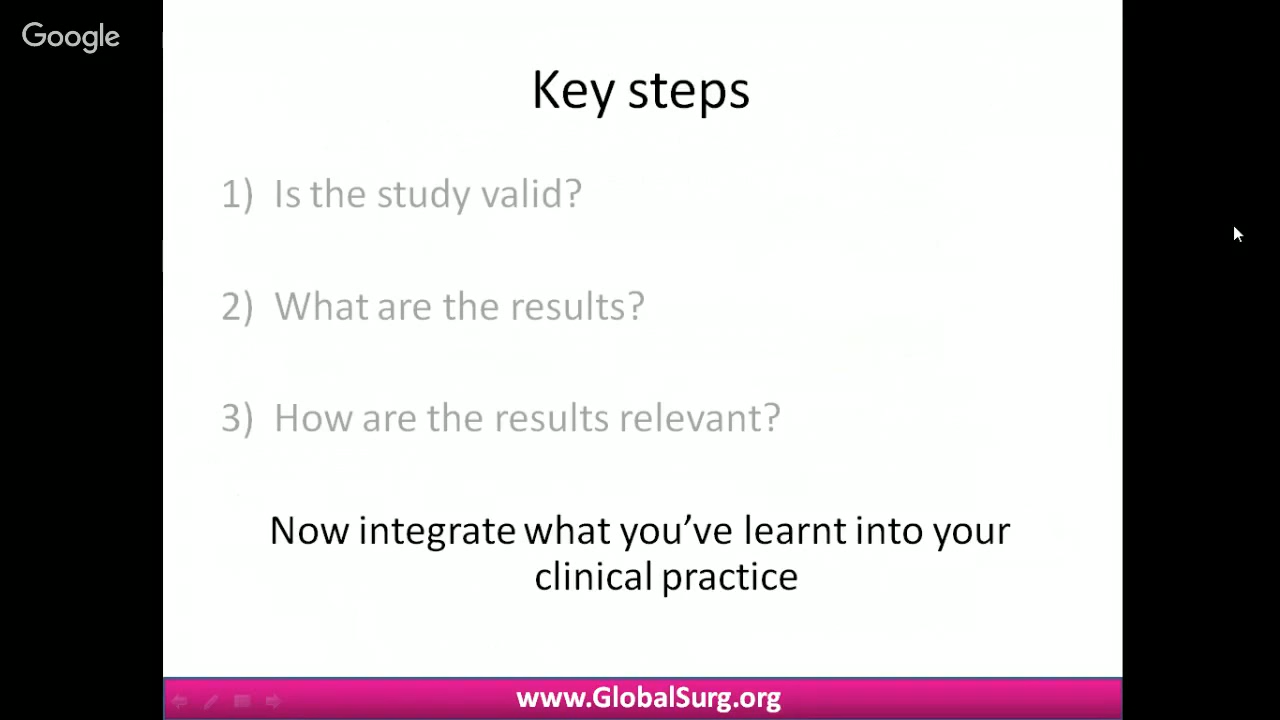 Google
Key steps
1) Is the study valid?
2) What are the results?
3) How are the results relevant?
Now integrate what you've learnt into your
clinical practice
www.GlobalSurg.org